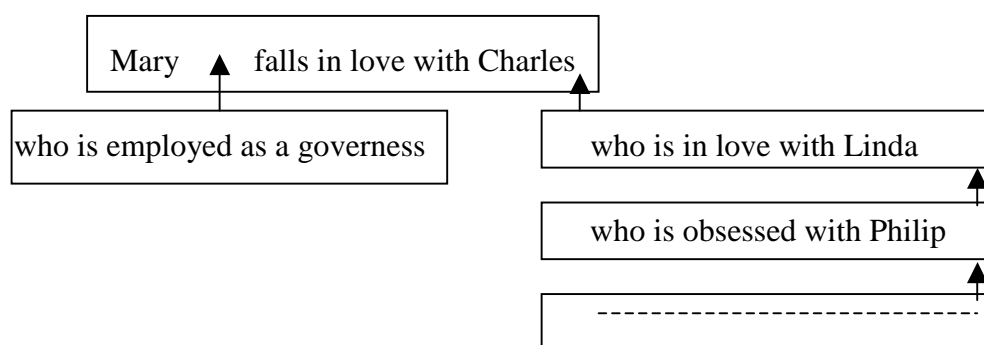 Mary falls in love with Charles
who is employed as a governess
who is in love with Linda
who is obsessed with Philip